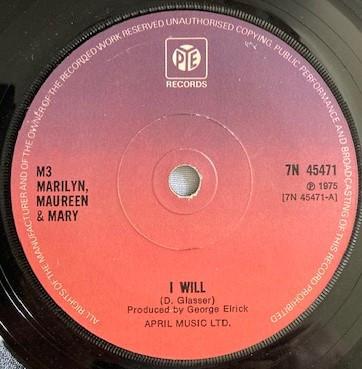 ALL RIGHTS OF THE MANUFACTURER AND OF THE OWNER OF THE RECORDED WORK RESERVED UNAUTHORISED COPYING, PUBLIC PERFORMANCE AND BROADCASTING OF THIS RECORD PROHIBITED
PYE
RECORDS
M3
MARILYN,
MAUREEN
& MARY
7N 45471
Ⓟ 1975
[7N 45471-A]
I WILL
(D. Glasser)
Produced by George Elrick
APRIL MUSIC LTD.